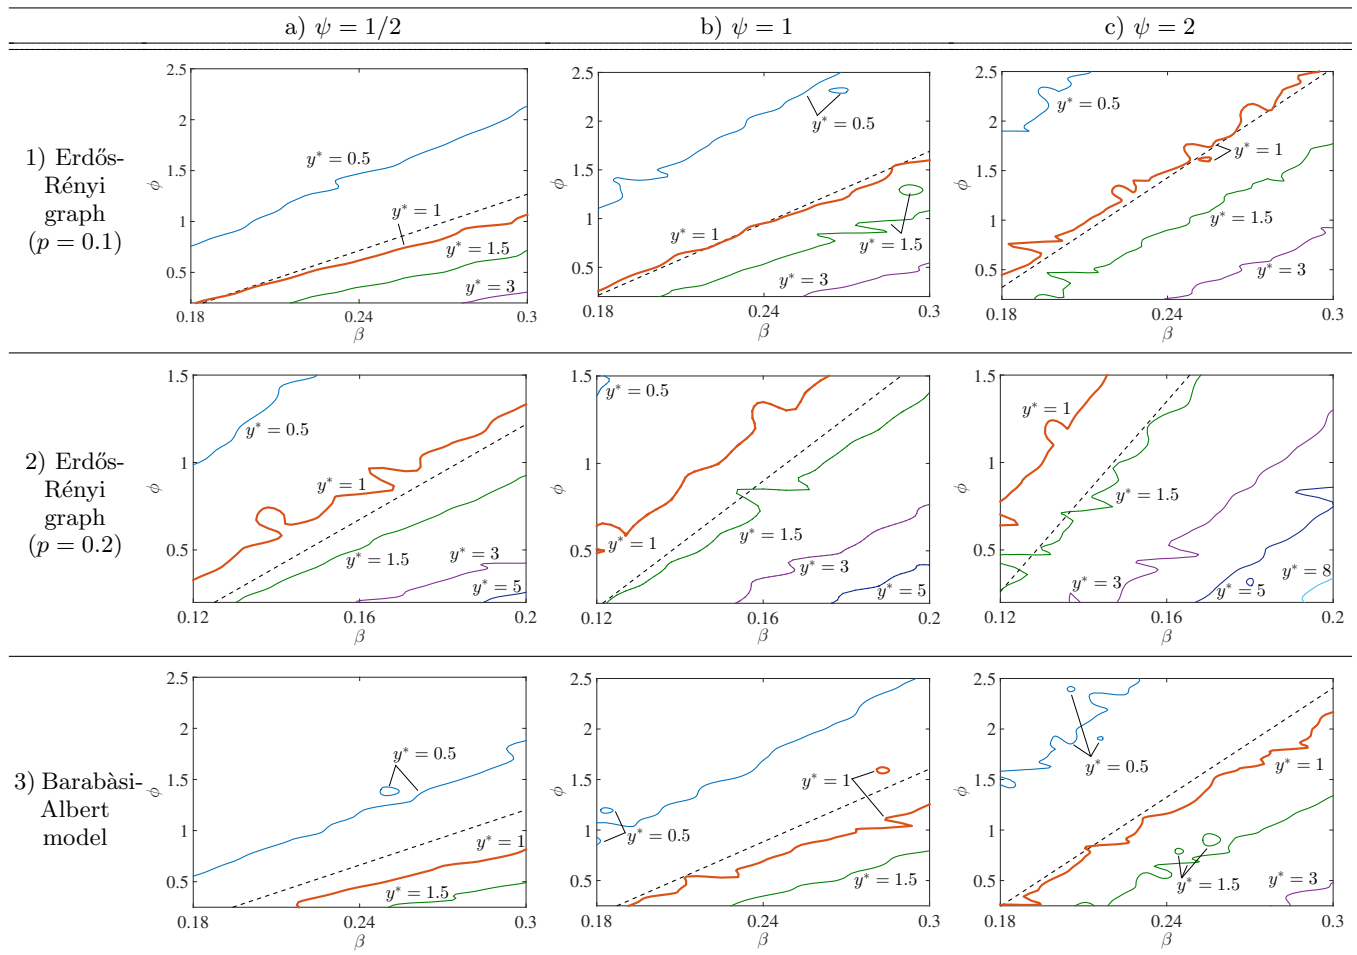 a) ψ = 1/2
b) ψ = 1
c) ψ = 2
1) Erdős-
Rényi
graph
(p = 0.1)
2.5
2
1.5
1
0.5
ϕ
y* = 0.5
y* = 1
y* = 1.5
y* = 3
0.18
0.24
0.3
β
2.5
2
1.5
1
0.5
ϕ
y* = 0.5
y* = 1
y* = 1.5
y* = 3
0.18
0.24
0.3
β
2.5
2
1.5
1
0.5
ϕ
y* = 0.5
y* = 1
y* = 1.5
y* = 3
0.18
0.24
0.3
β
2) Erdős-
Rényi
graph
(p = 0.2)
1.5
1
0.5
ϕ
y* = 0.5
y* = 1
y* = 1.5
y* = 3
y* = 5
0.12
0.16
0.2
β
1.5
1
0.5
ϕ
y* = 0.5
y* = 1
y* = 1.5
y* = 3
y* = 5
0.12
0.16
0.2
β
1.5
1
0.5
ϕ
y* = 1
y* = 1.5
y* = 3
y* = 5
y* = 8
0.12
0.16
0.2
β
3) Barabàsi-
Albert
model
2.5
2
1.5
1
0.5
ϕ
y* = 0.5
y* = 1
y* = 1.5
0.18
0.24
0.3
β
2.5
2
1.5
1
0.5
ϕ
y* = 1
y* = 0.5
y* = 1.5
0.18
0.24
0.3
β
2.5
2
1.5
1
0.5
ϕ
y* = 0.5
y* = 1
y* = 1.5
y* = 3
0.18
0.24
0.3
β